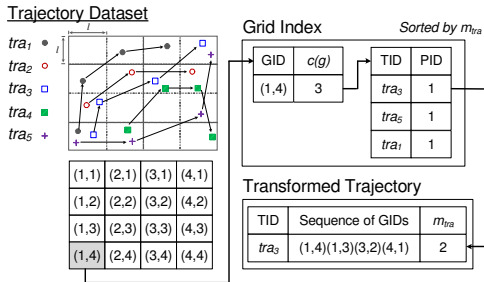 Trajectory Dataset
l
l
tra1
tra2
tra3
tra4
tra5
(1,1) (2,1) (3,1) (4,1)
(1,2) (2,2) (3,2) (4,2)
(1,3) (2,3) (3,3) (4,3)
(1,4) (2,4) (3,4) (4,4)
Grid Index
Sorted by mtra
GID c(g)
(1,4) 3
TID PID
tra3 1
tra5 1
tra1 1
Transformed Trajectory
TID Sequence of GIDs mtra
tra3 (1,4)(1,3)(3,2)(4,1) 2